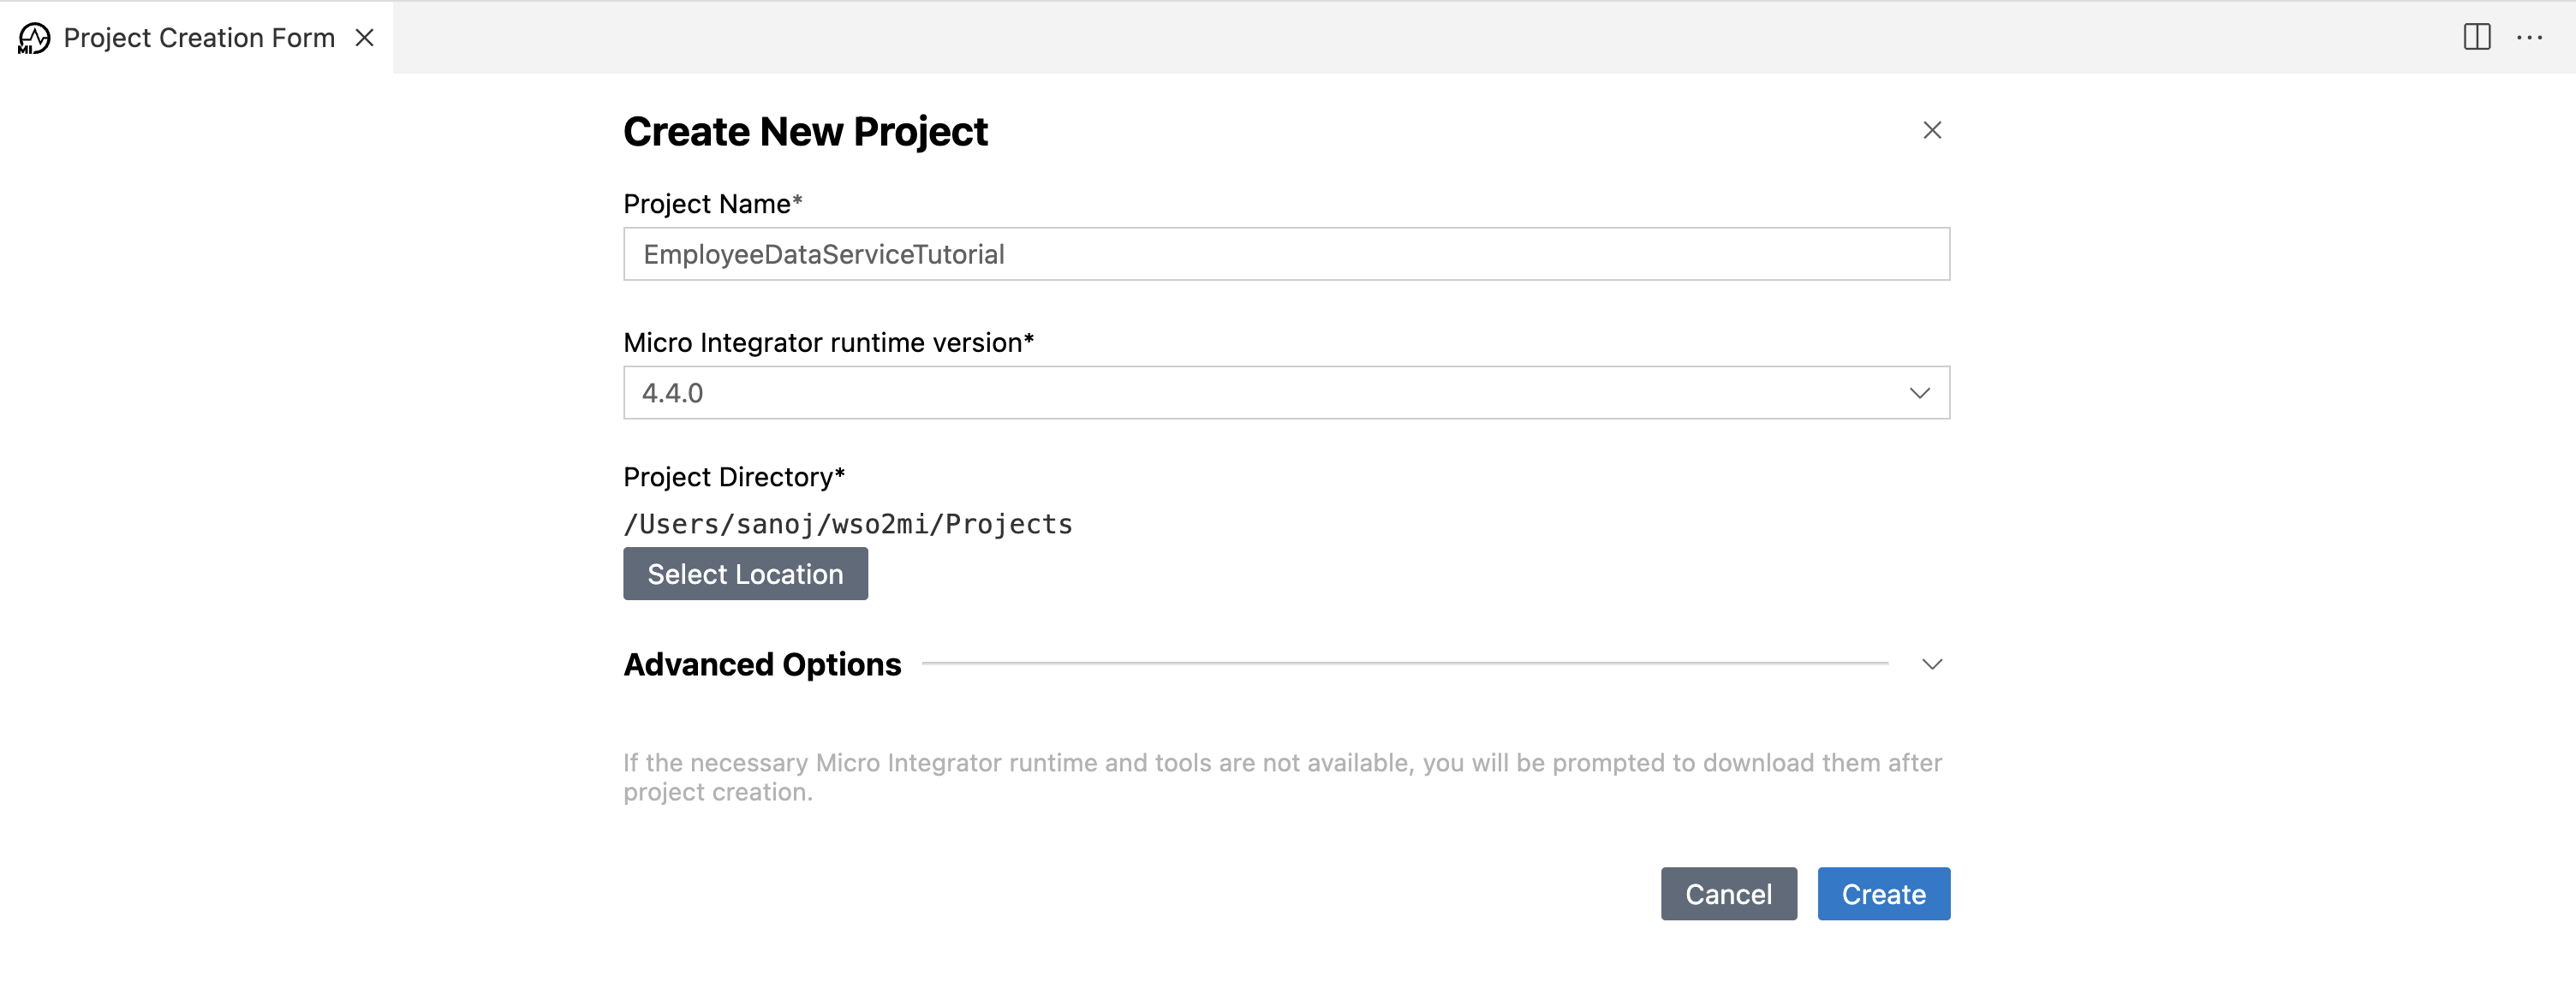 MI Project Creation Form
Create New Project
Project Name*
EmployeeDataServiceTutorial
Micro Integrator runtime version*
4.4.0
Project Directory*
/Users/sanoj/wso2mi/Projects
Select Location
Advanced Options
If the necessary Micro Integrator runtime and tools are not available, you will be prompted to download them after
project creation.
Cancel Create